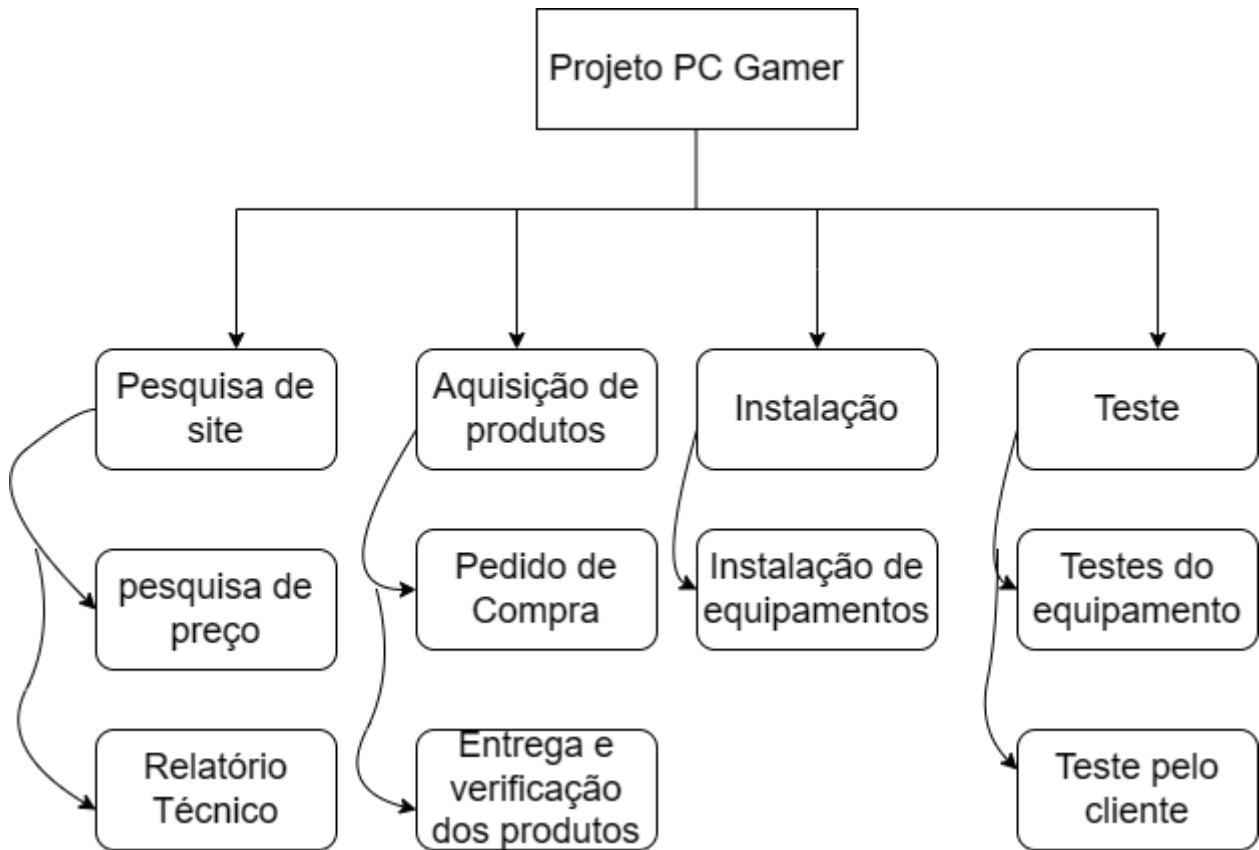 Projeto PC Gamer
Pesquisa de
site
Aquisição de
produtos
Instalação
Teste
pesquisa de
preço
Pedido de
Compra
Instalação de
equipamentos
Testes do
equipamento
Relatório
Técnico
Entrega e
verificação
dos produtos
Teste pelo
cliente